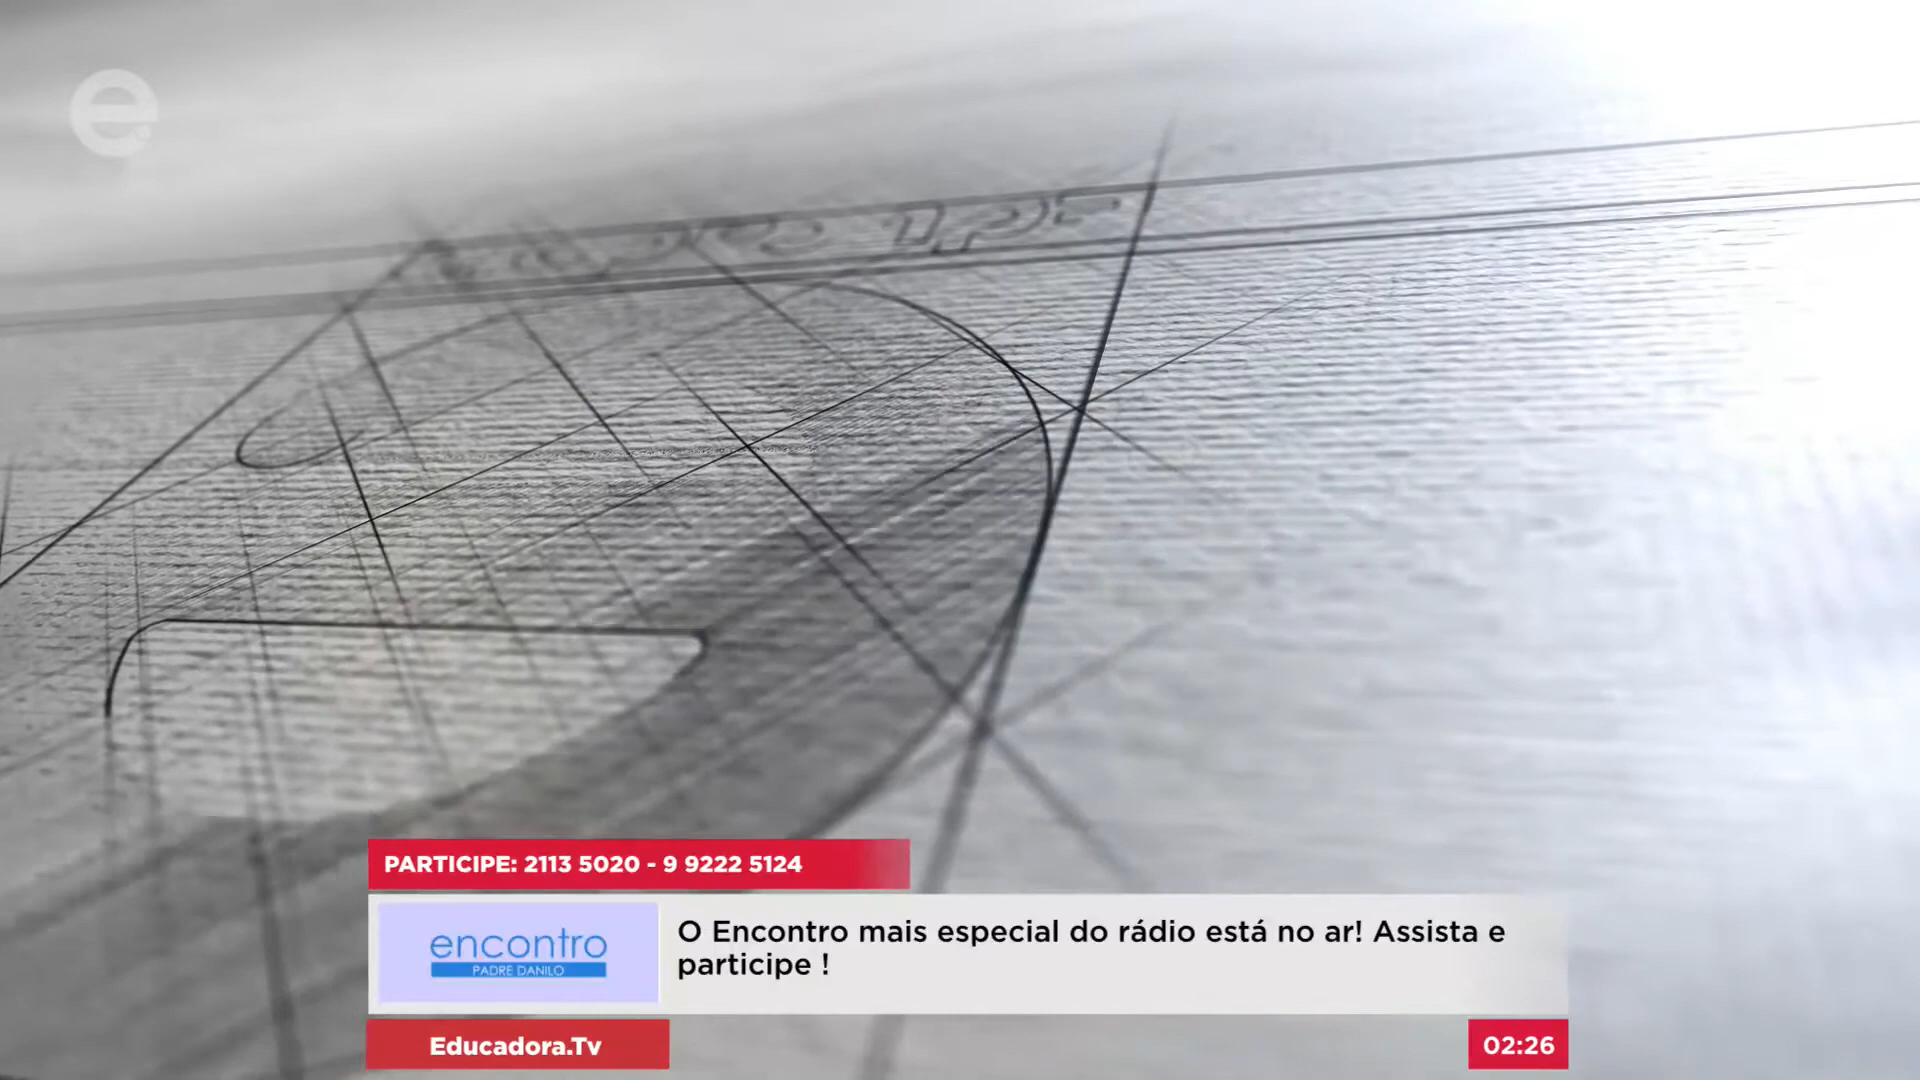 e
PARTICIPE: 2113 5020 - 9 9222 5124
encontro
PADRE DANILO
O Encontro mais especial do rádio está no ar! Assista e
participe !
Educadora.Tv
02:26